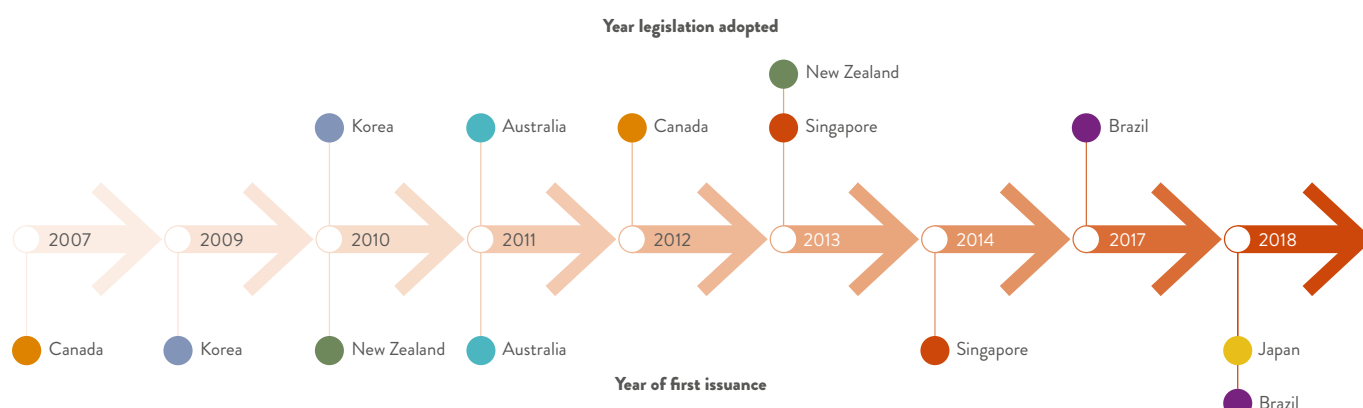 Year legislation adopted
New Zealand
Korea
Australia
Canada
Singapore
Brazil
2007
2009
2010
2011
2012
2013
2014
2017
2018
Canada
Korea
New Zealand
Australia
Singapore
Japan
Year of first issuance
Brazil